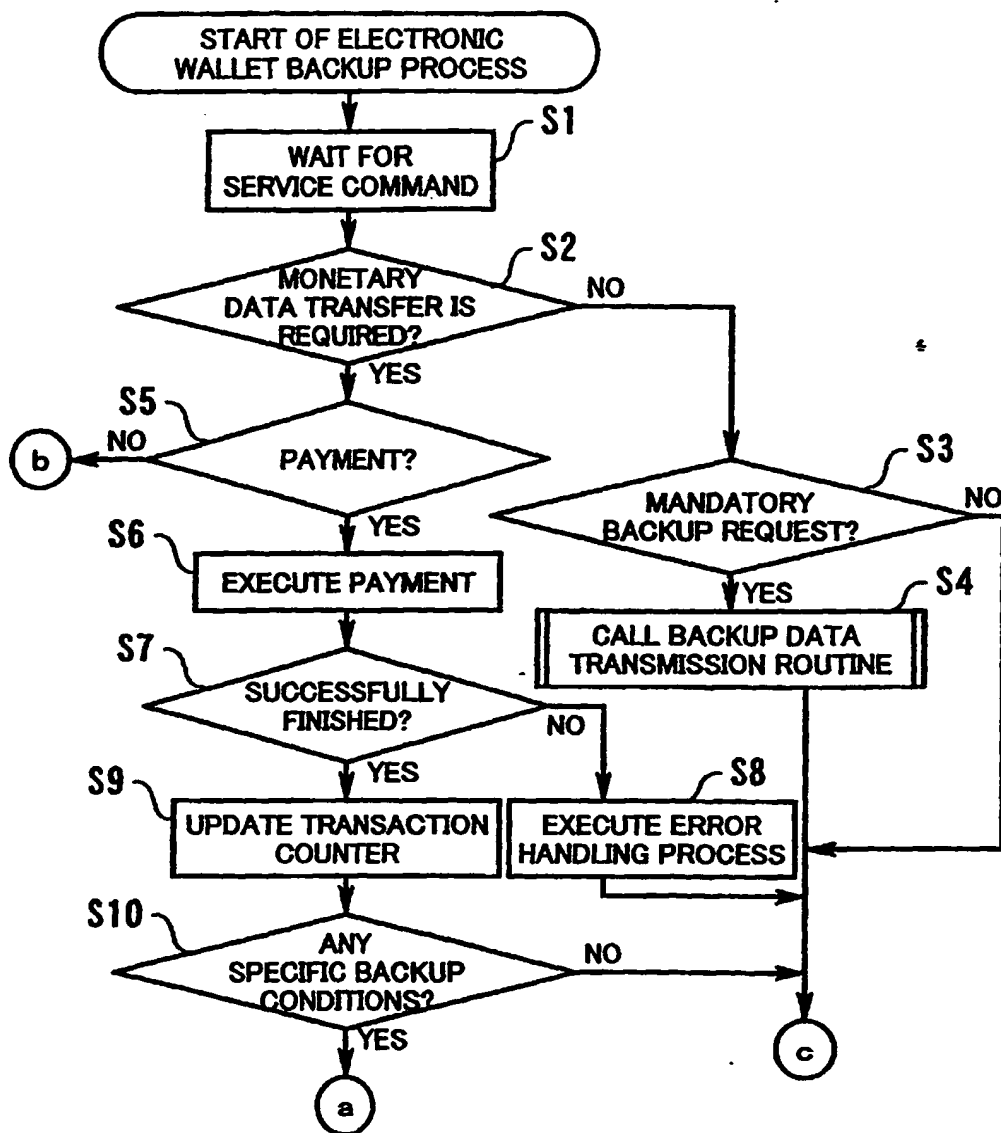 START OF ELECTRONIC
WALLET BACKUP PROCESS
S1
WAIT FOR
SERVICE COMMAND
S2
MONETARY
DATA TRANSFER IS
REQUIRED?
NO
YES
S5
PAYMENT?
NO
b
YES
S3
MANDATORY
BACKUP REQUEST?
NO
YES
S6
EXECUTE PAYMENT
S4
CALL BACKUP DATA
TRANSMISSION ROUTINE
S7
SUCCESSFULLY
FINISHED?
NO
YES
S9
UPDATE TRANSACTION
COUNTER
S8
EXECUTE ERROR
HANDLING PROCESS
S10
ANY
SPECIFIC BACKUP
CONDITIONS?
NO
YES
c
a